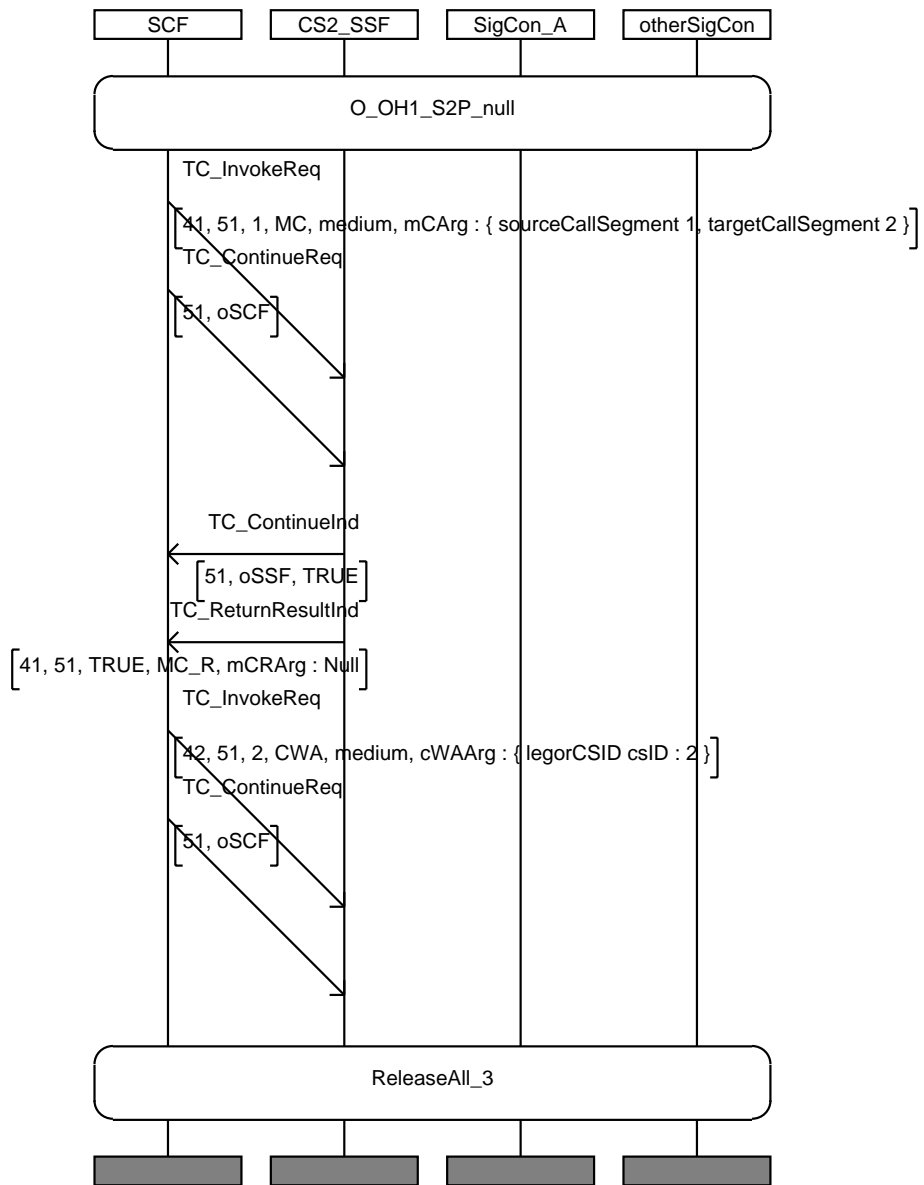 SCF CS2_SSF SigCon_A otherSigCon
O_OH1_S2P_null
TC_InvokeReq
41, 51, 1, MC, medium, mCArg : { sourceCallSegment 1, targetCallSegment 2 }
TC_ContinueReq
51, oSCF
TC_ContinueInd
51, oSSF, TRUE
TC_ReturnResultInd
41, 51, TRUE, MC_R, mCRArg : Null
TC_InvokeReq
42, 51, 2, CWA, medium, cWAArg : { legorCSID csID : 2 }
TC_ContinueReq
51, oSCF
ReleaseAll_3